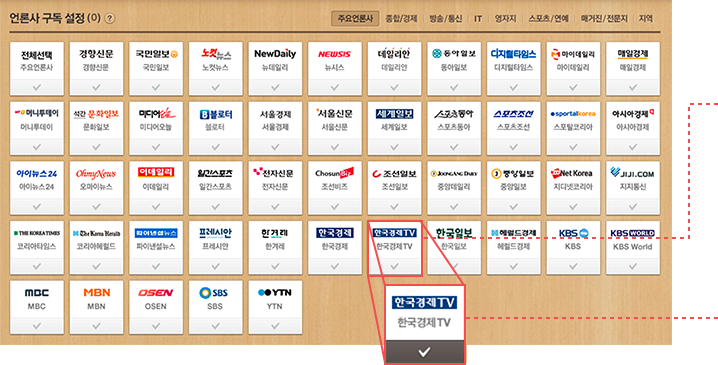 언론사 구독 설정 (0) ?
주요언론사 종합/경제 방송/통신 IT 영자지 스포츠/연예 매거진/전문지 지역
전체선택 경향신문 국민일보 노컷뉴스 NewDaily NEWSIS 데일리안 동아일보 디지털타임스 마이데일리 매일경제
주요언론사 경향신문 국민일보 노컷뉴스 뉴데일리 뉴시스 데일리안 동아일보 디지털타임스 마이데일리 매일경제
머니투데이 석간 문화일보 미디어오늘 블로터 서울경제 서울신문 세계일보 스포츠동아 스포츠조선 sportalkorea 아시아경제
머니투데이 문화일보 미디어오늘 블로터 서울경제 서울신문 세계일보 스포츠동아 스포츠조선 스포탈코리아 아시아경제
아이뉴스24 OhmyNews 이데일리 일간스포츠 전자신문 ChosunBiz 조선일보 JOONGANG DAILY 중앙일보 ZDNet Korea JIJI.COM
아이뉴스24 오마이뉴스 이데일리 일간스포츠 전자신문 조선비즈 조선일보 중앙데일리 중앙일보 지디넷코리아 지지통신
THE KOREA TIMES The Korea Herald 파이낸셜뉴스 프레시안 한겨레 한국경제 한국경제TV 한국일보 헤럴드경제 KBS KBS WORLD
코리아타임스 코리아헤럴드 파이낸셜뉴스 프레시안 한겨레 한국경제 한국경제TV 한국일보 헤럴드경제 KBS KBS World
MBC MBN OSEN SBS YTN
MBC MBN OSEN SBS YTN
한국경제TV
한국경제TV